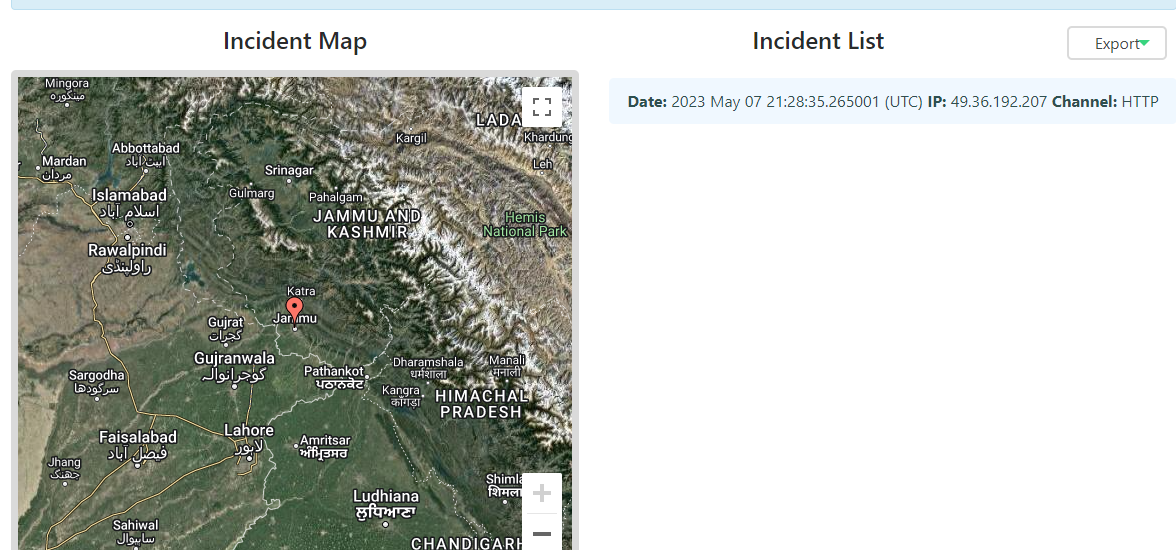 Incident Map
Incident List
Export
Date: 2023 May 07 21:28:35.265001 (UTC) IP: 49.36.192.207 Channel: HTTP
Mingora
مینگورہ
LADA
Kargil
Khardung
Abbottabad
ایبٹ آباد
Mardan
مردان
Leh
Srinagar
Islamabad
اسلام آباد
Gulmarg
Pahalgam
JAMMU AND
KASHMIR
Hemis
National Park
Rawalpindi
راولپنڈی
Katra
Jammu
Gujrat
گجرات
Gujranwala
گوجرانوالہ
Dharamshala
धर्मशाला
Manali
मनाली
Pathankot
ਪਠਾਨਕੋਟ
Sargodha
سرگودھا
Kangra
कांगड़ा
HIMACHAL
PRADESH
Lahore
لاہور
Faisalabad
فیصل آباد
Amritsar
ਅੰਮ੍ਰਿਤਸਰ
Jhang
جھنگ
Shimla
शिमला
Ludhiana
ਲੁਧਿਆਣਾ
Sahiwal
ساہیوال
CHANDIGARH